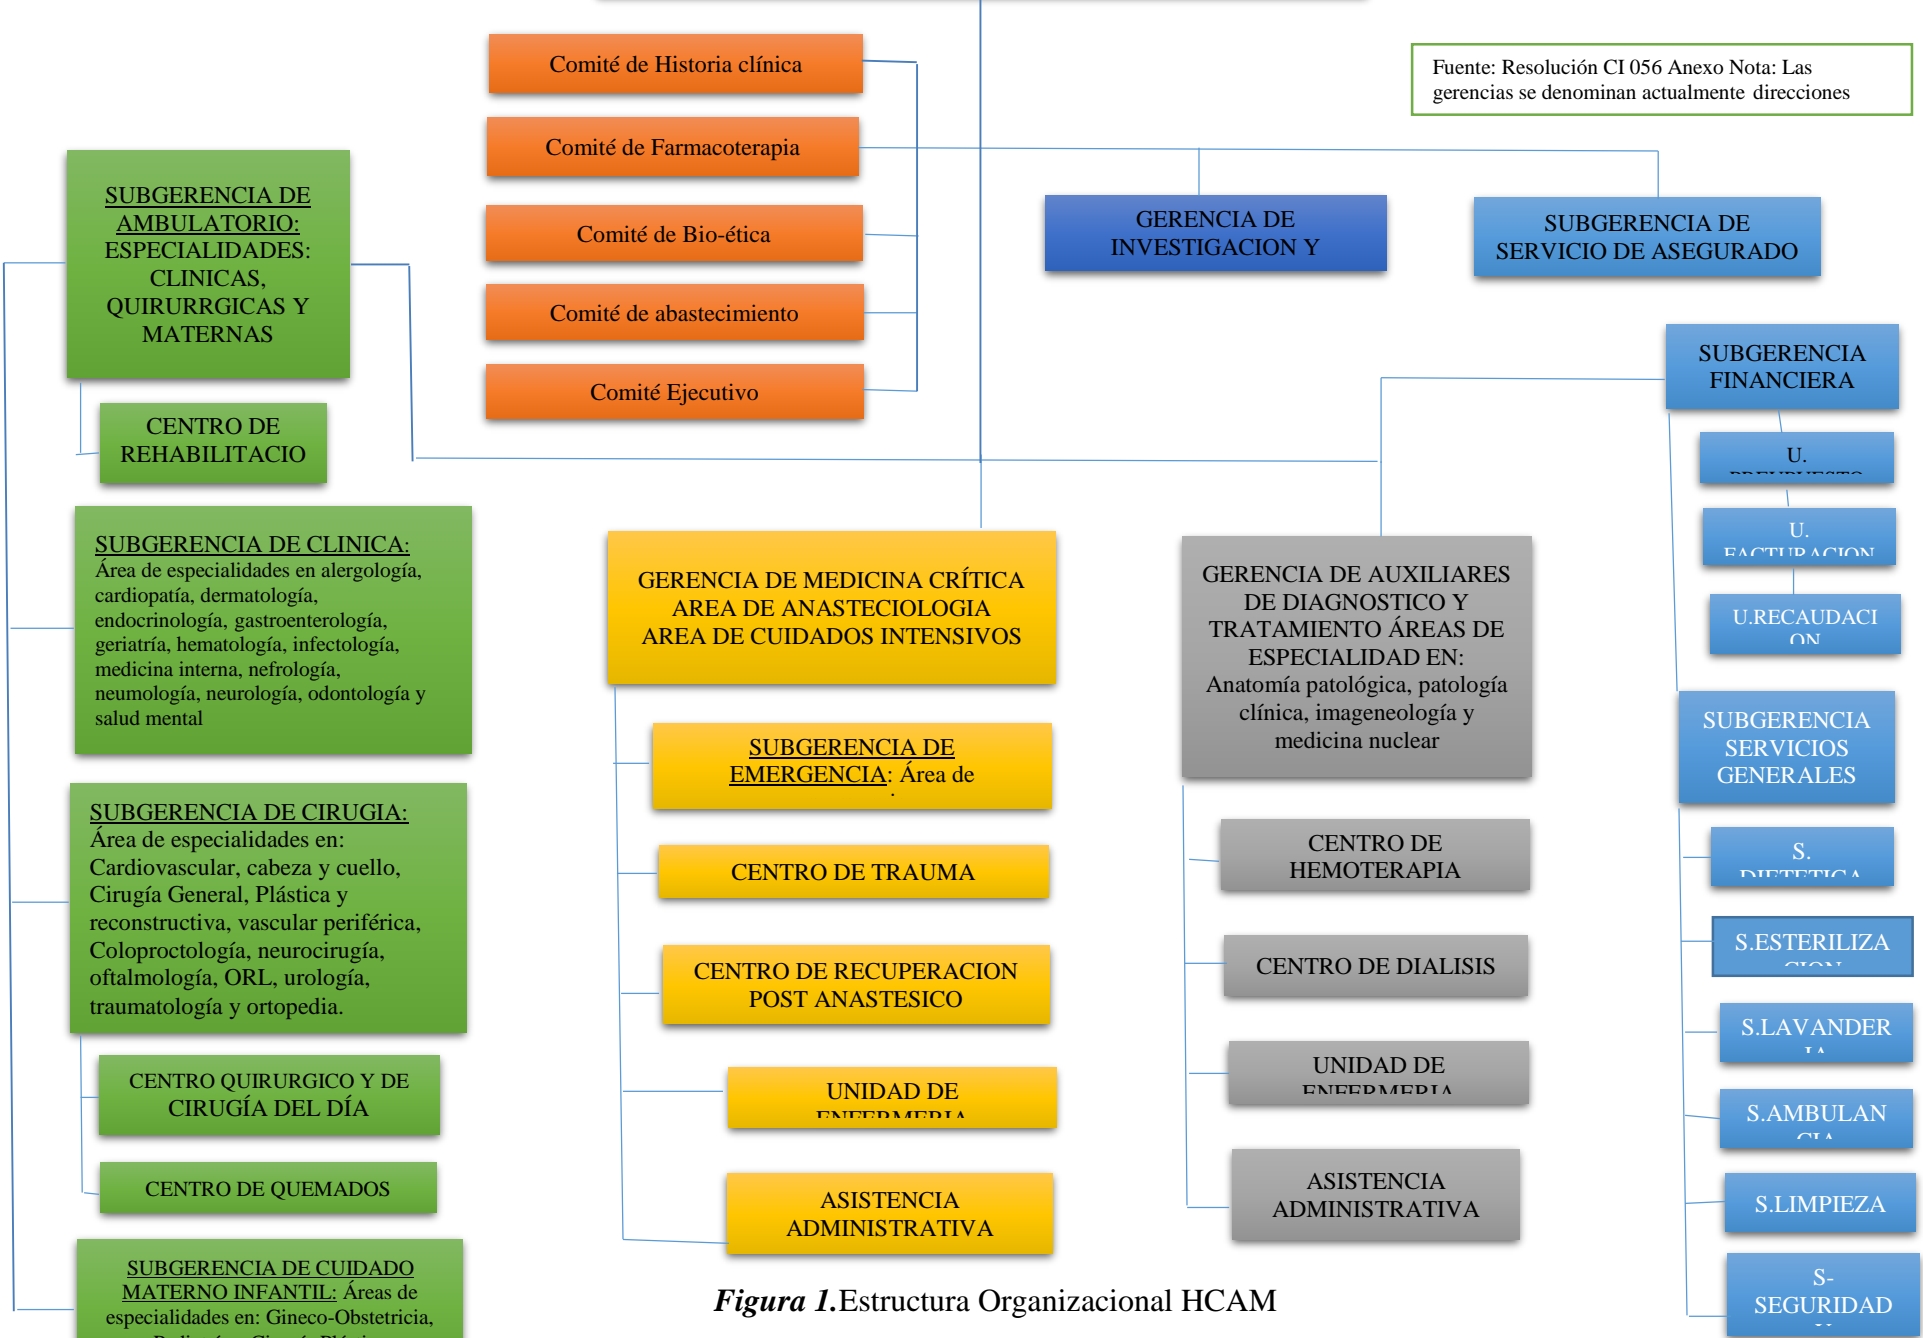 Comité de Historia clínica
Fuente: Resolución CI 056 Anexo Nota: Las
gerencias se denominan actualmente direcciones
Comité de Farmacoterapia
Comité de Bio-ética
Comité de abastecimiento
Comité Ejecutivo
GERENCIA DE
INVESTIGACION Y
SUBGERENCIA DE
SERVICIO DE ASEGURADO
SUBGERENCIA DE
AMBULATORIO:
ESPECIALIDADES:
CLINICAS,
QUIRURRGICAS Y
MATERNAS
CENTRO DE
REHABILITACIO
SUBGERENCIA DE CLINICA:
Área de especialidades en alergología,
cardiopatía, dermatología,
endocrinología, gastroenterología,
geriatría, hematología, infectología,
medicina interna, nefrología,
neumología, neurología, odontología y
salud mental
SUBGERENCIA DE CIRUGIA:
Área de especialidades en:
Cardiovascular, cabeza y cuello,
Cirugía General, Plástica y
reconstructiva, vascular periférica,
Coloproctología, neurocirugía,
oftalmología, ORL, urología,
traumatología y ortopedia.
CENTRO QUIRURGICO Y DE
CIRUGÍA DEL DÍA
CENTRO DE QUEMADOS
SUBGERENCIA DE CUIDADO
MATERNO INFANTIL: Áreas de
especialidades en: Gineco-Obstetricia,
GERENCIA DE MEDICINA CRÍTICA
AREA DE ANASTECIOLOGIA
AREA DE CUIDADOS INTENSIVOS
SUBGERENCIA DE
EMERGENCIA: Área de
CENTRO DE TRAUMA
CENTRO DE RECUPERACION
POST ANASTESICO
UNIDAD DE
ENFERMERIA
ASISTENCIA
ADMINISTRATIVA
GERENCIA DE AUXILIARES
DE DIAGNOSTICO Y
TRATAMIENTO ÁREAS DE
ESPECIALIDAD EN:
Anatomía patológica, patología
clínica, imageneología y
medicina nuclear
CENTRO DE
HEMOTERAPIA
CENTRO DE DIALISIS
UNIDAD DE
ENFERMERIA
ASISTENCIA
ADMINISTRATIVA
SUBGERENCIA
FINANCIERA
U.
U.
FACTURACION
U.RECAUDACI
ON
SUBGERENCIA
SERVICIOS
GENERALES
S.
DIETETICA
S.ESTERILIZA
CION
S.LAVANDER
IA
S.AMBULAN
CIA
S.LIMPIEZA
S-
SEGURIDAD
Figura 1.Estructura Organizacional HCAM